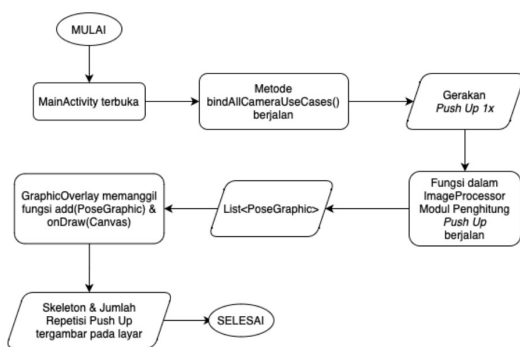 MULAI
MainActivity terbuka
Metode
bindAllCameraUseCases()
berjalan
Gerakan
Push Up 1x
Fungsi dalam
ImageProcessor
Modul Penghitung
Push Up
berjalan
List<PoseGraphic>
GraphicOverlay memanggil
fungsi add(PoseGraphic) &
onDraw(Canvas)
Skeleton & Jumlah
Repetisi Push Up
tergambar pada layar
SELESAI